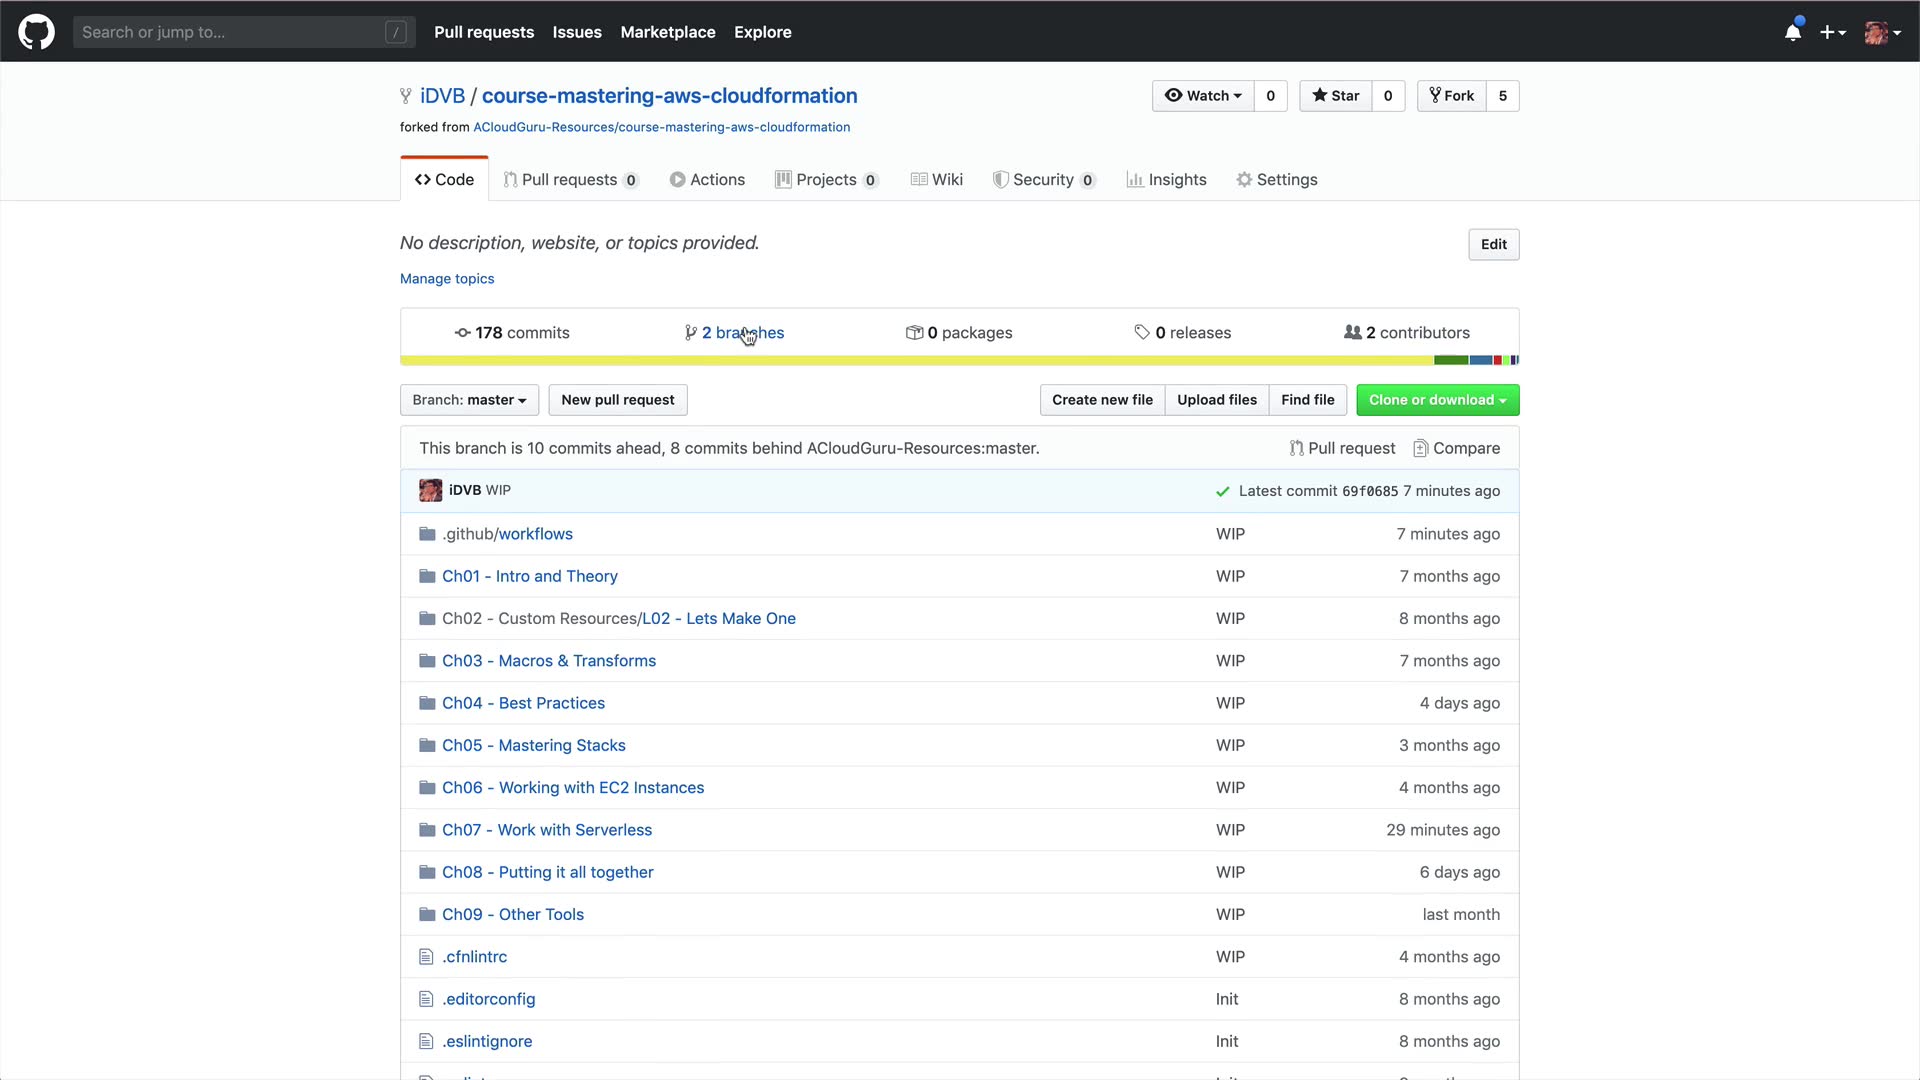 Search or jump to... /
Pull requests Issues Marketplace Explore
iDVB / course-mastering-aws-cloudformation
Watch 0 Star 0 Fork 5
forked from ACloudGuru-Resources/course-mastering-aws-cloudformation
Code Pull requests 0 Actions Projects 0 Wiki Security 0 Insights Settings
No description, website, or topics provided.
Edit
Manage topics
178 commits 2 branches 0 packages 0 releases 2 contributors
Branch: master New pull request Create new file Upload files Find file Clone or download
This branch is 10 commits ahead, 8 commits behind ACloudGuru-Resources:master. Pull request Compare
iDVB WIP Latest commit 69f0685 7 minutes ago
.github/workflows WIP 7 minutes ago
Ch01 - Intro and Theory WIP 7 months ago
Ch02 - Custom Resources/L02 - Lets Make One WIP 8 months ago
Ch03 - Macros & Transforms WIP 7 months ago
Ch04 - Best Practices WIP 4 days ago
Ch05 - Mastering Stacks WIP 3 months ago
Ch06 - Working with EC2 Instances WIP 4 months ago
Ch07 - Work with Serverless WIP 29 minutes ago
Ch08 - Putting it all together WIP 6 days ago
Ch09 - Other Tools WIP last month
.cfnlintrc WIP 4 months ago
.editorconfig Init 8 months ago
.eslintignore Init 8 months ago